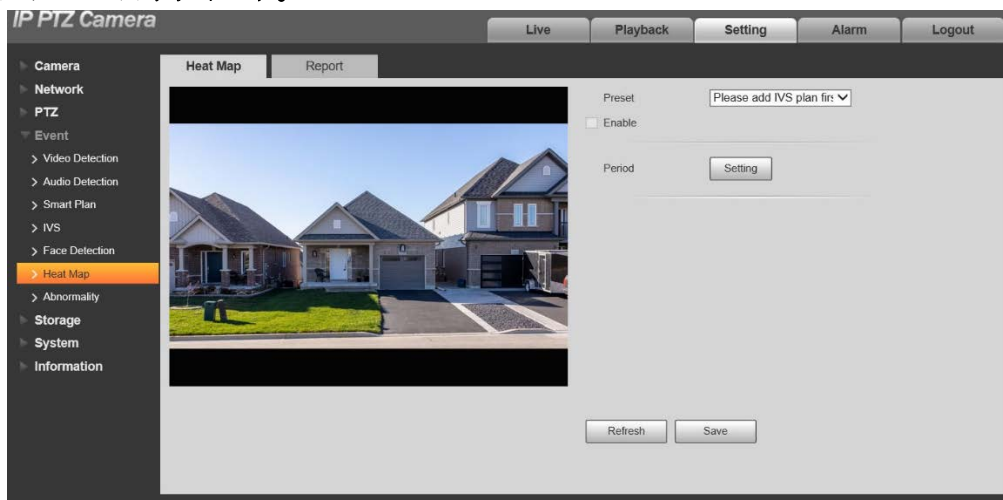 IP PTZ Camera
Live
Playback
Setting
Alarm
Logout
Camera
Network
PTZ
Event
Video Detection
Audio Detection
Smart Plan
IVS
Face Detection
Heat Map
Abnormality
Storage
System
Information
Heat Map
Report
Preset
Please add IVS plan firs
Enable
Period
Setting
Refresh
Save